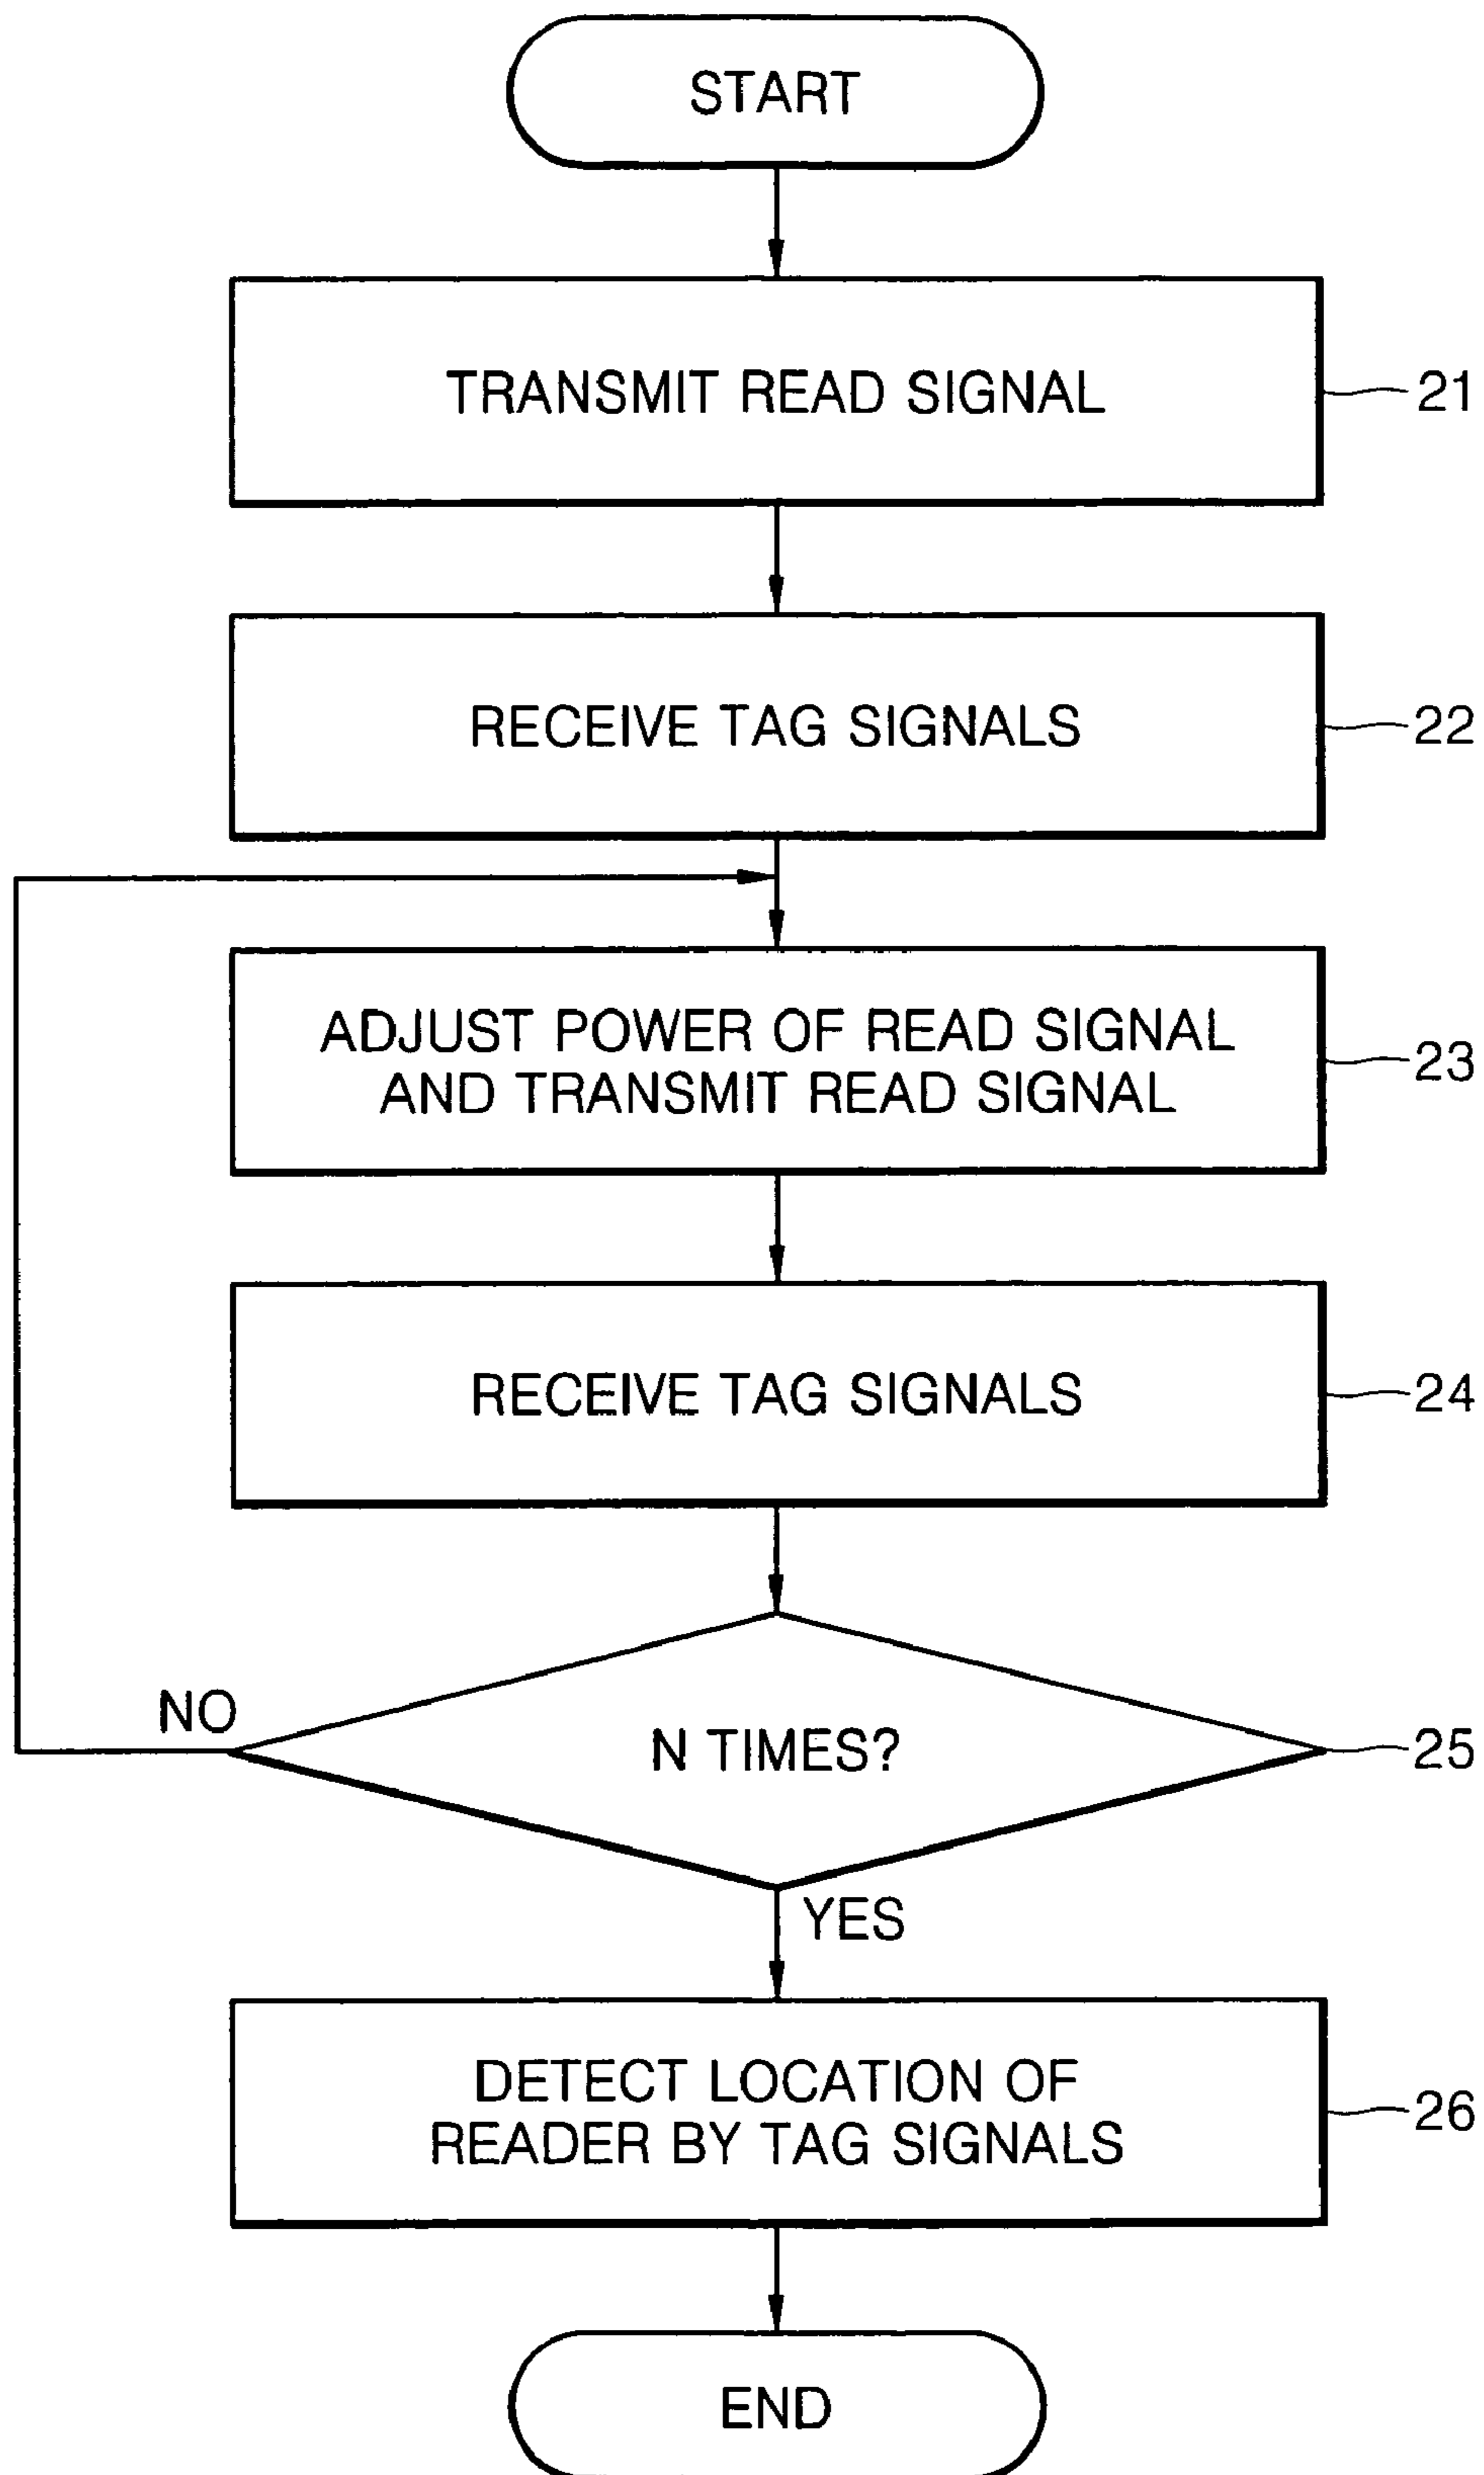 START
TRANSMIT READ SIGNAL
21
RECEIVE TAG SIGNALS
22
ADJUST POWER OF READ SIGNAL
AND TRANSMIT READ SIGNAL
23
RECEIVE TAG SIGNALS
24
NO
N TIMES?
25
YES
DETECT LOCATION OF
READER BY TAG SIGNALS
26
END